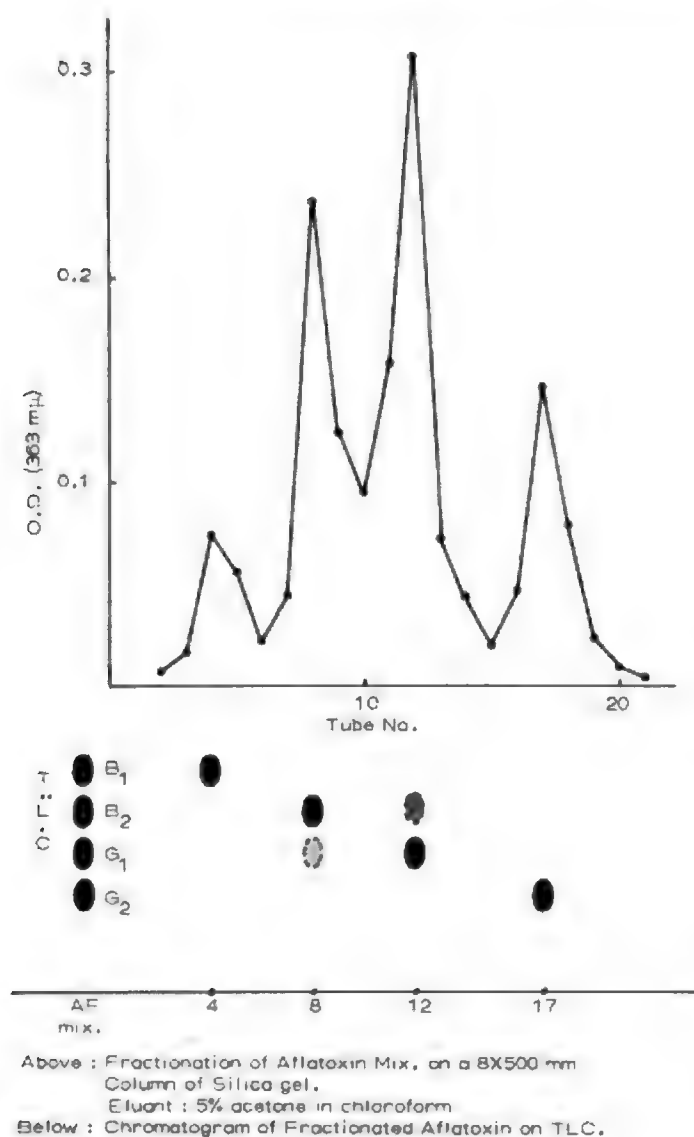 0.3
0.2
0.1
O.D. (363 mµ)
10
20
Tube No.
B1
B2
G1
G2
AF
4
8
12
17
mix.
Above : Fractionation of Aflatoxin Mix. on a 8X500 mm
Column of Silica gel.
Eluant : 5% acetone in chloroform
Below : Chromatogram of Fractionated Aflatoxin on TLC.